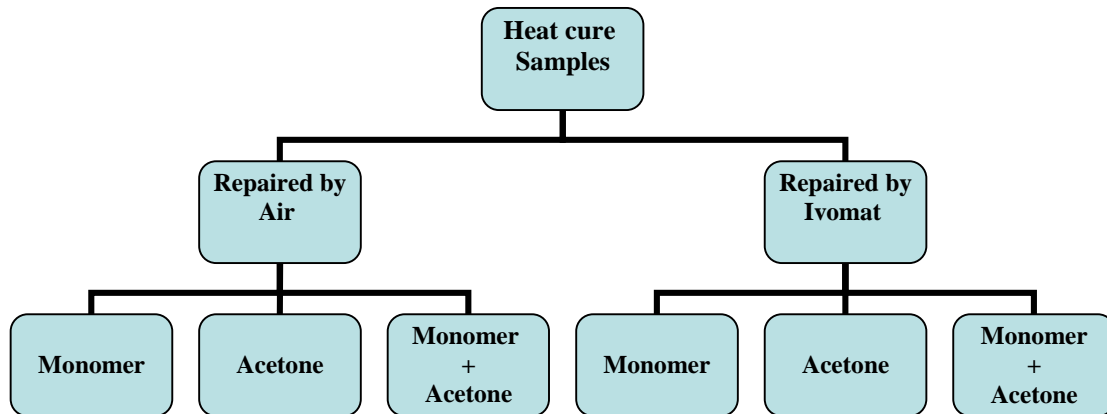 Heat cure
Samples
Repaired by
Air
Repaired by
Ivomat
Monomer
Acetone
Monomer
+
Acetone
Monomer
Acetone
Monomer
+
Acetone